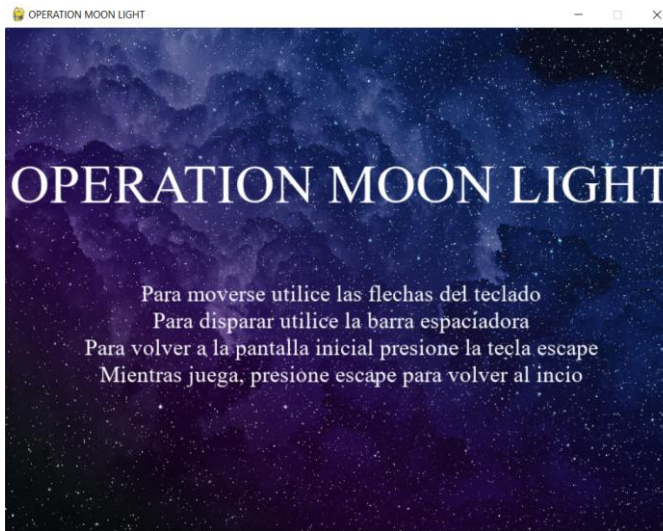 OPERATION MOON LIGHT
OPERATION MOON LIGHT
Para moverse utilice las flechas del teclado
Para disparar utilice la barra espaciadora
Para volver a la pantalla inicial presione la tecla escape
Mientras juega, presione escape para volver al incio